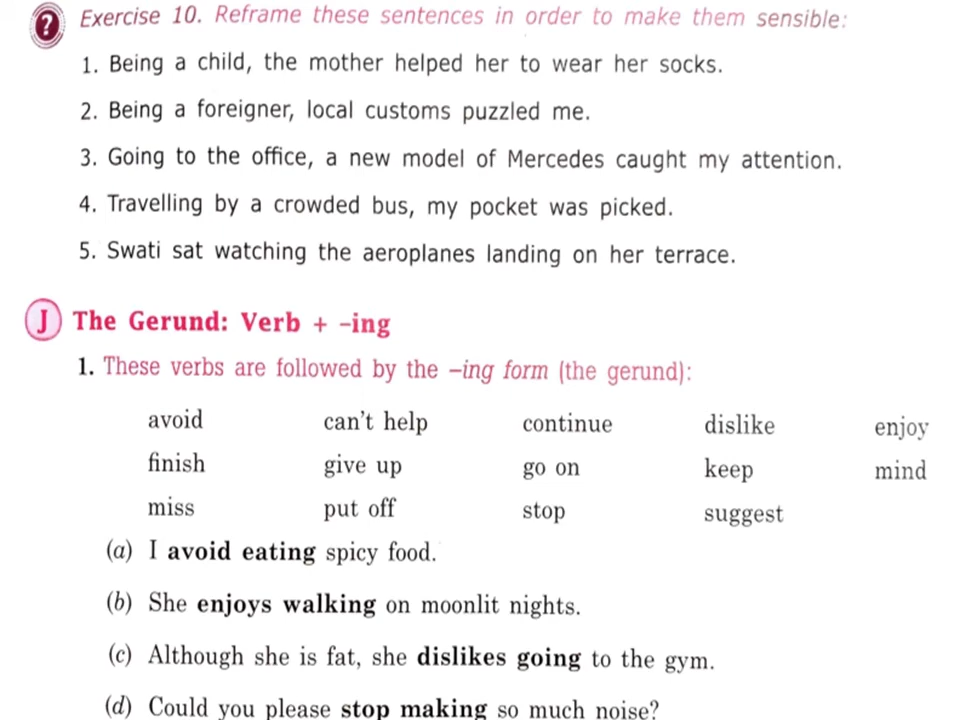 ? Exercise 10. Reframe these sentences in order to make them sensible:
1. Being a child, the mother helped her to wear her socks.
2. Being a foreigner, local customs puzzled me.
3. Going to the office, a new model of Mercedes caught my attention.
4. Travelling by a crowded bus, my pocket was picked.
5. Swati sat watching the aeroplanes landing on her terrace.
J The Gerund: Verb + -ing
1. These verbs are followed by the –ing form (the gerund):
avoid can't help continue dislike enjoy
finish give up go on keep mind
miss put off stop suggest
(a) I avoid eating spicy food.
(b) She enjoys walking on moonlit nights.
(c) Although she is fat, she dislikes going to the gym.
(d) Could you please stop making so much noise?